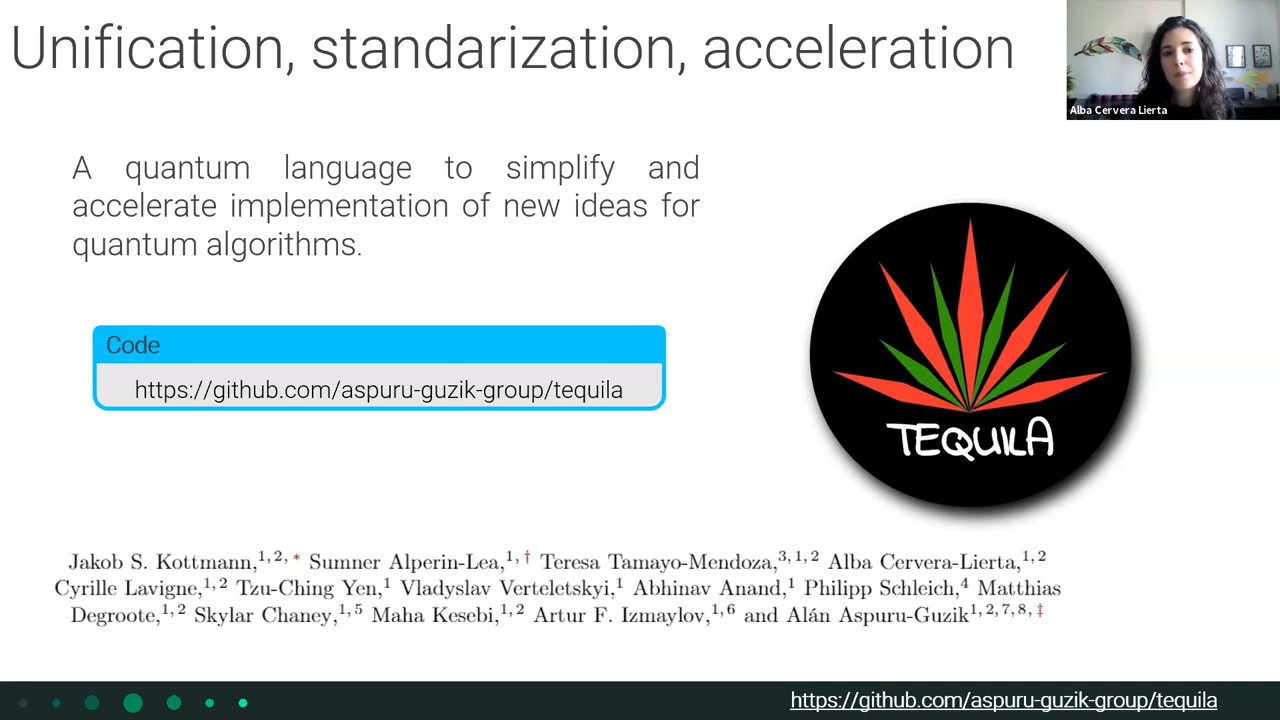 Unification, standarization, acceleration
Alba Cervera Lierta
A quantum language to simplify and
accelerate implementation of new ideas for
quantum algorithms.
Code
https://github.com/aspuru-guzik-group/tequila
TEQUILA
Jakob S. Kottmann,1, 2, * Sumner Alperin-Lea,1, † Teresa Tamayo-Mendoza,3, 1, 2 Alba Cervera-Lierta,1, 2
Cyrille Lavigne,1, 2 Tzu-Ching Yen,1 Vladyslav Verteletskyi,1 Abhinav Anand,1 Philipp Schleich,4 Matthias
Degroote,1, 2 Skylar Chaney,1, 5 Maha Kesebi,1, 2 Artur F. Izmaylov,1, 6 and Alán Aspuru-Guzik1, 2, 7, 8, ‡
https://github.com/aspuru-guzik-group/tequila